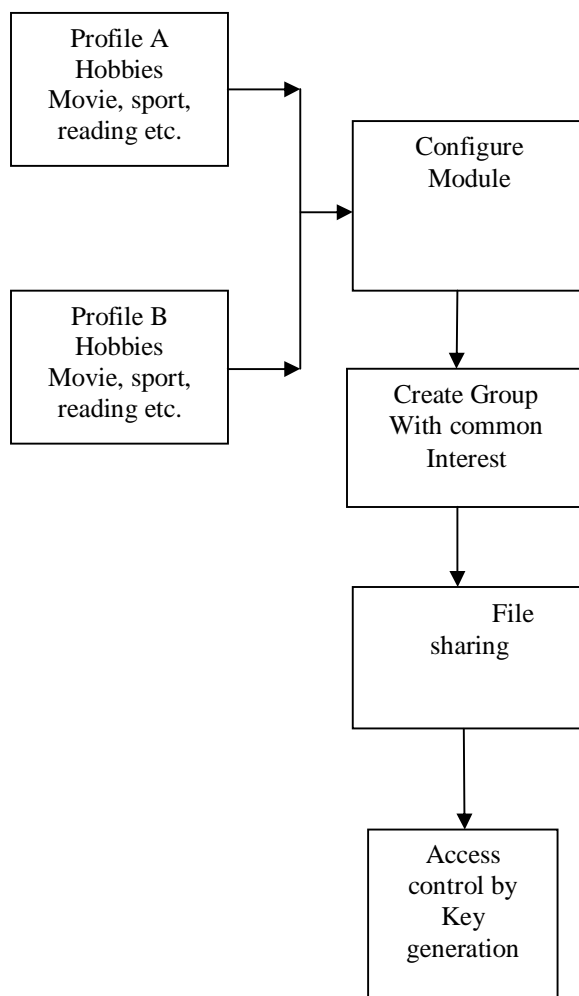 Profile A
Hobbies
Movie, sport,
reading etc.
Configure
Module
Profile B
Hobbies
Movie, sport,
reading etc.
Create Group
With common
Interest
File
sharing
Access
control by
Key
generation